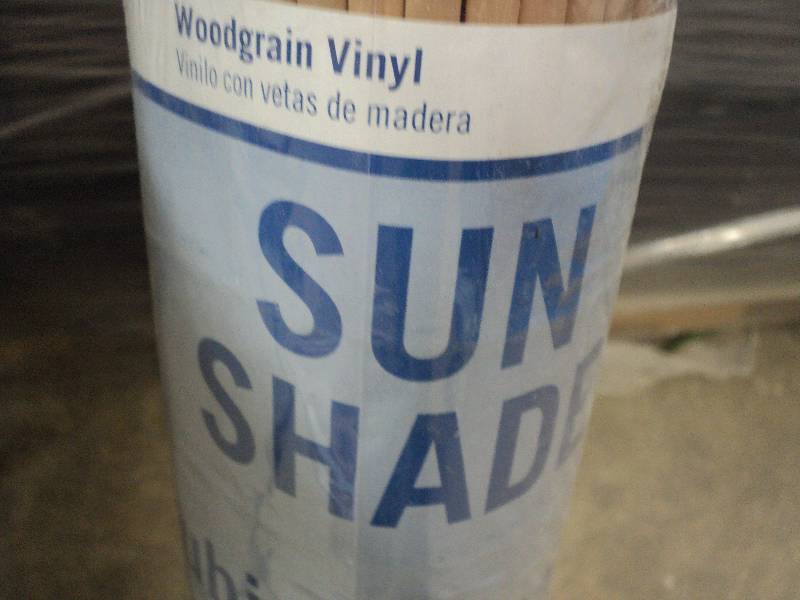 Woodgrain Vinyl
Vinilo con vetas de madera
SUN
SHADE